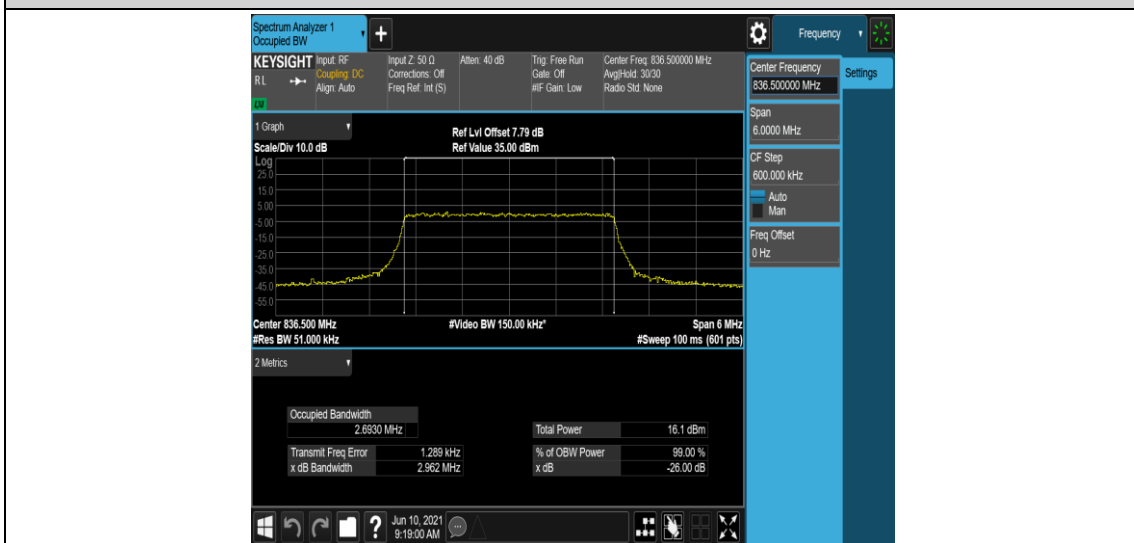 Spectrum Analyzer 1
Occupied BW
+
Frequency
KEYSIGHT
RL
Input: RF
Coupling: DC
Align: Auto
Input Z: 50 Ω
Corrections: Off
Freq Ref: Int (S)
Atten: 40 dB
Trig: Free Run
Gate: Off
#IF Gain: Low
Center Freq: 836.500000 MHz
Avg|Hold: 30/30
Radio Std: None
Center Frequency
836.500000 MHz
Settings
Span
6.0000 MHz
CF Step
600.000 kHz
Auto
Man
Freq Offset
0 Hz
1 Graph
Scale/Div 10.0 dB
Ref Lvl Offset 7.79 dB
Ref Value 35.00 dBm
Log
25.0
15.0
5.00
-5.00
-15.0
-25.0
-35.0
-45.0
-55.0
Center 836.500 MHz
#Video BW 150.00 kHz*
Span 6 MHz
#Res BW 51.000 kHz
#Sweep 100 ms (601 pts)
2 Metrics
Occupied Bandwidth
2.6930 MHz
Total Power 16.1 dBm
Transmit Freq Error 1.289 kHz
% of OBW Power 99.00 %
x dB Bandwidth 2.962 MHz
x dB -26.00 dB
?
Jun 10, 2021
9:19:00 AM